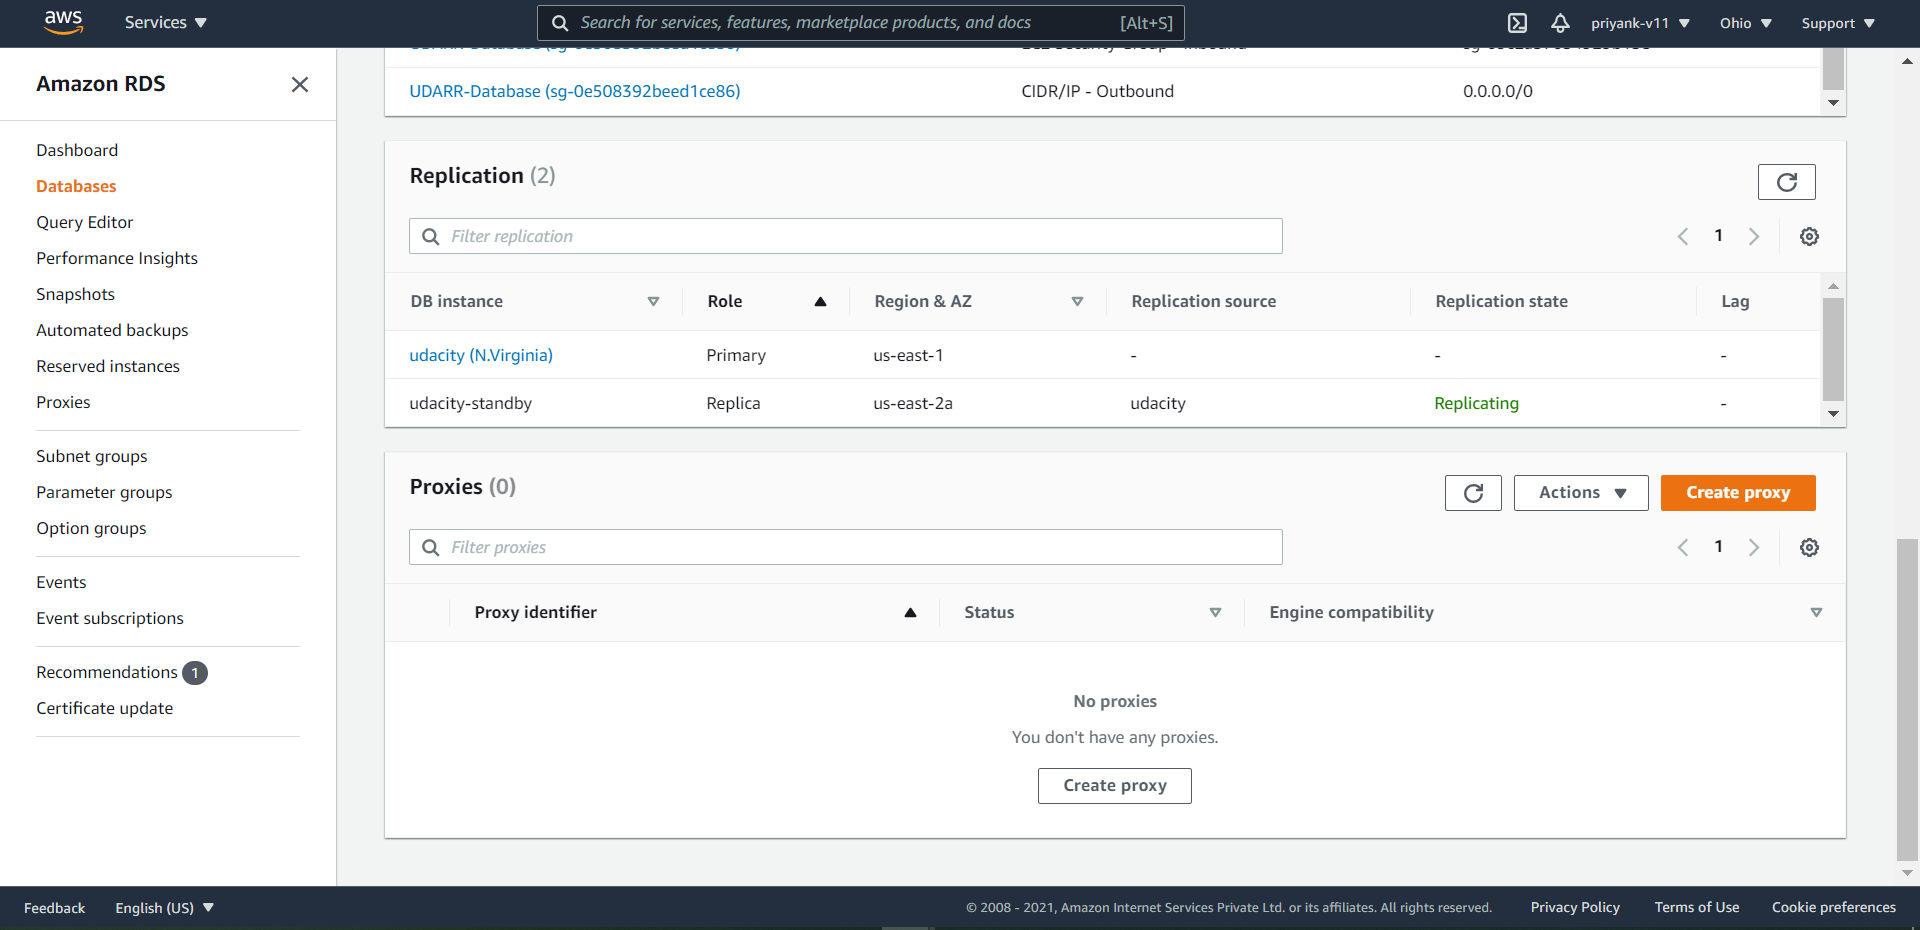 aws Services Search for services, features, marketplace products, and docs [Alt+S] priyank-v11 Ohio Support
Amazon RDS
Dashboard
Databases
Query Editor
Performance Insights
Snapshots
Automated backups
Reserved instances
Proxies
Subnet groups
Parameter groups
Option groups
Events
Event subscriptions
Recommendations 1
Certificate update
UDARR-Database (sg-0e508392beed1ce86) CIDR/IP - Outbound 0.0.0.0/0
Replication (2)
Filter replication 1
DB instance Role Region & AZ Replication source Replication state Lag
udacity (N.Virginia) Primary us-east-1 - - -
udacity-standby Replica us-east-2a udacity Replicating -
Proxies (0) Actions Create proxy
Filter proxies 1
Proxy identifier Status Engine compatibility
No proxies
You don't have any proxies.
Create proxy
Feedback English (US) © 2008 - 2021, Amazon Internet Services Private Ltd. or its affiliates. All rights reserved. Privacy Policy Terms of Use Cookie preferences